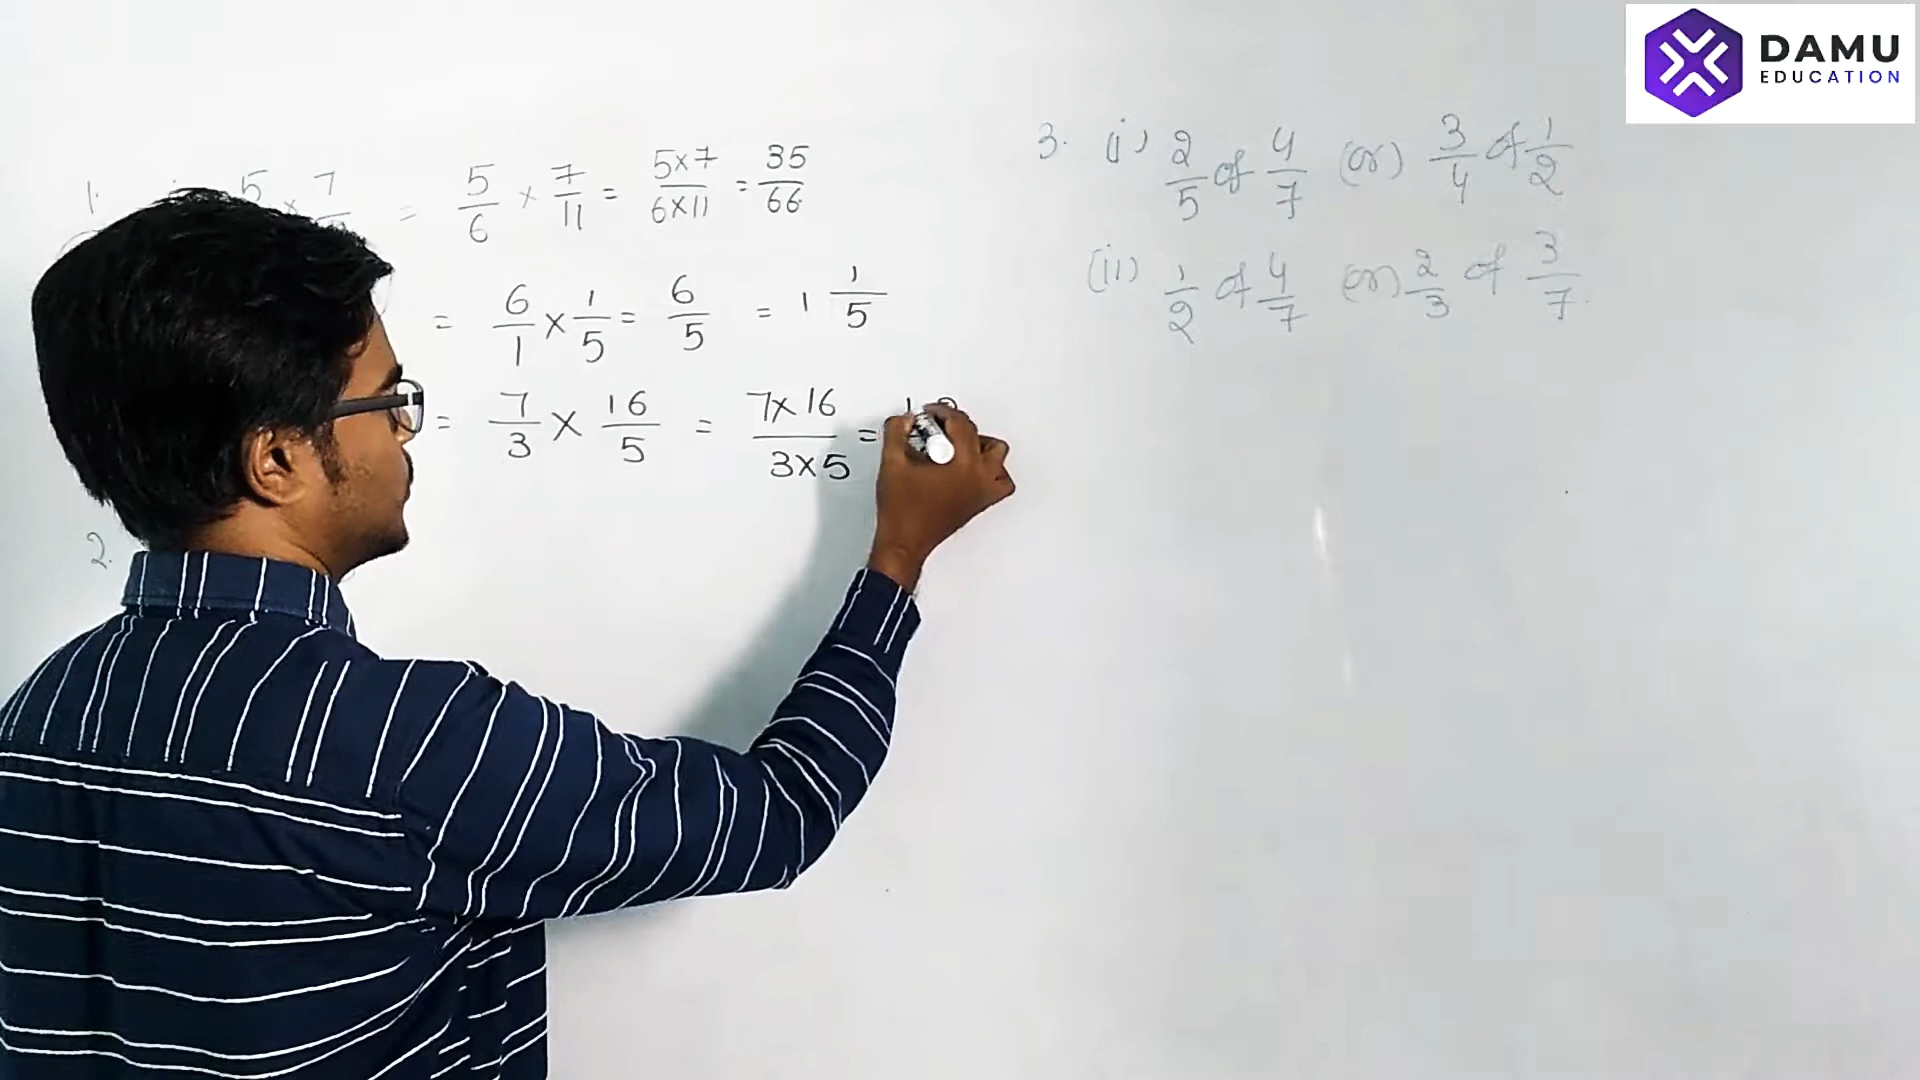 DAMU
EDUCATION
1. 5 × 7 = 5/6 × 7/11 = 5×7/6×11 = 35/66
= 6/1 × 1/5 = 6/5 = 1 1/5
= 7/3 × 16/5 = 7×16/3×5 =
2.
3. (i) 2/5 of 4/7 (or) 3/4 of 1/2
(ii) 1/2 of 4/7 (or) 2/3 of 3/7